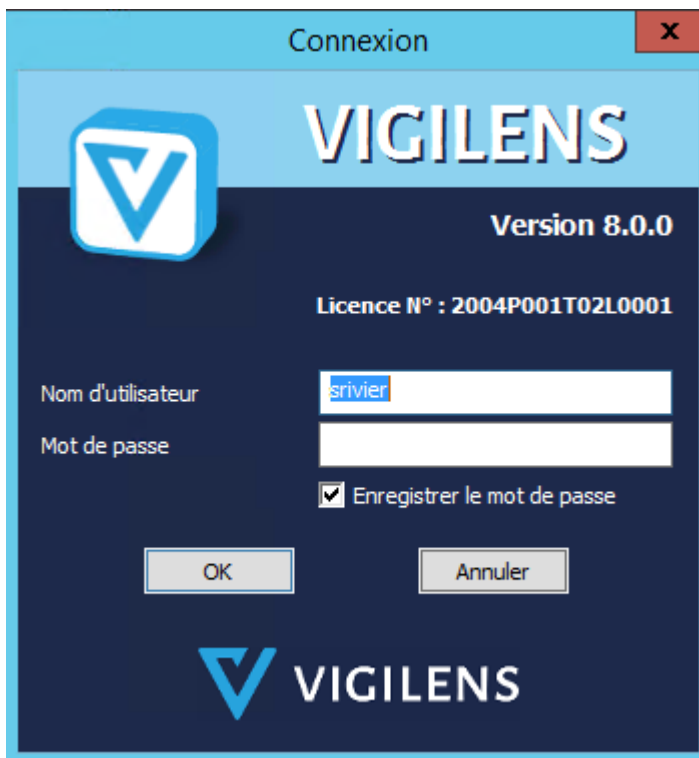 Connexion
VIGILENS
Version 8.0.0
Licence N° : 2004P001T02L0001
Nom d'utilisateur srivier
Mot de passe
Enregistrer le mot de passe
OK Annuler
VIGILENS